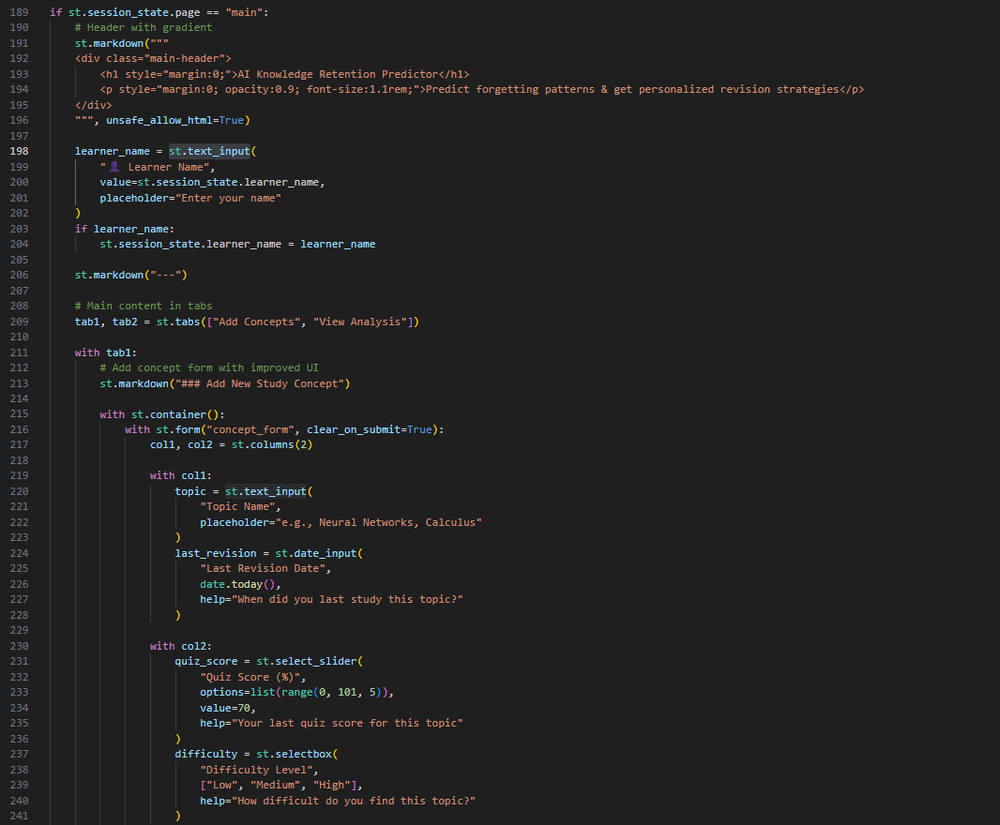 189 if st.session_state.page == "main":
190     # Header with gradient
191     st.markdown("""
192     <div class="main-header">
193         <h1 style="margin:0;">AI Knowledge Retention Predictor</h1>
194         <p style="margin:0; opacity:0.9; font-size:1.1rem;">Predict forgetting patterns & get personalized revision strategies</p>
195     </div>
196     """, unsafe_allow_html=True)
197
198     learner_name = st.text_input(
199         "👤 Learner Name",
200         value=st.session_state.learner_name,
201         placeholder="Enter your name"
202     )
203     if learner_name:
204         st.session_state.learner_name = learner_name
205
206     st.markdown("---")
207
208     # Main content in tabs
209     tab1, tab2 = st.tabs(["Add Concepts", "View Analysis"])
210
211     with tab1:
212         # Add concept form with improved UI
213         st.markdown("### Add New Study Concept")
214
215         with st.container():
216             with st.form("concept_form", clear_on_submit=True):
217                 col1, col2 = st.columns(2)
218
219                 with col1:
220                     topic = st.text_input(
221                         "Topic Name",
222                         placeholder="e.g., Neural Networks, Calculus"
223                     )
224                     last_revision = st.date_input(
225                         "Last Revision Date",
226                         date.today(),
227                         help="When did you last study this topic?"
228                     )
229
230                 with col2:
231                     quiz_score = st.select_slider(
232                         "Quiz Score (%)",
233                         options=list(range(0, 101, 5)),
234                         value=70,
235                         help="Your last quiz score for this topic"
236                     )
237                     difficulty = st.selectbox(
238                         "Difficulty Level",
239                         ["Low", "Medium", "High"],
240                         help="How difficult do you find this topic?"
241                     )